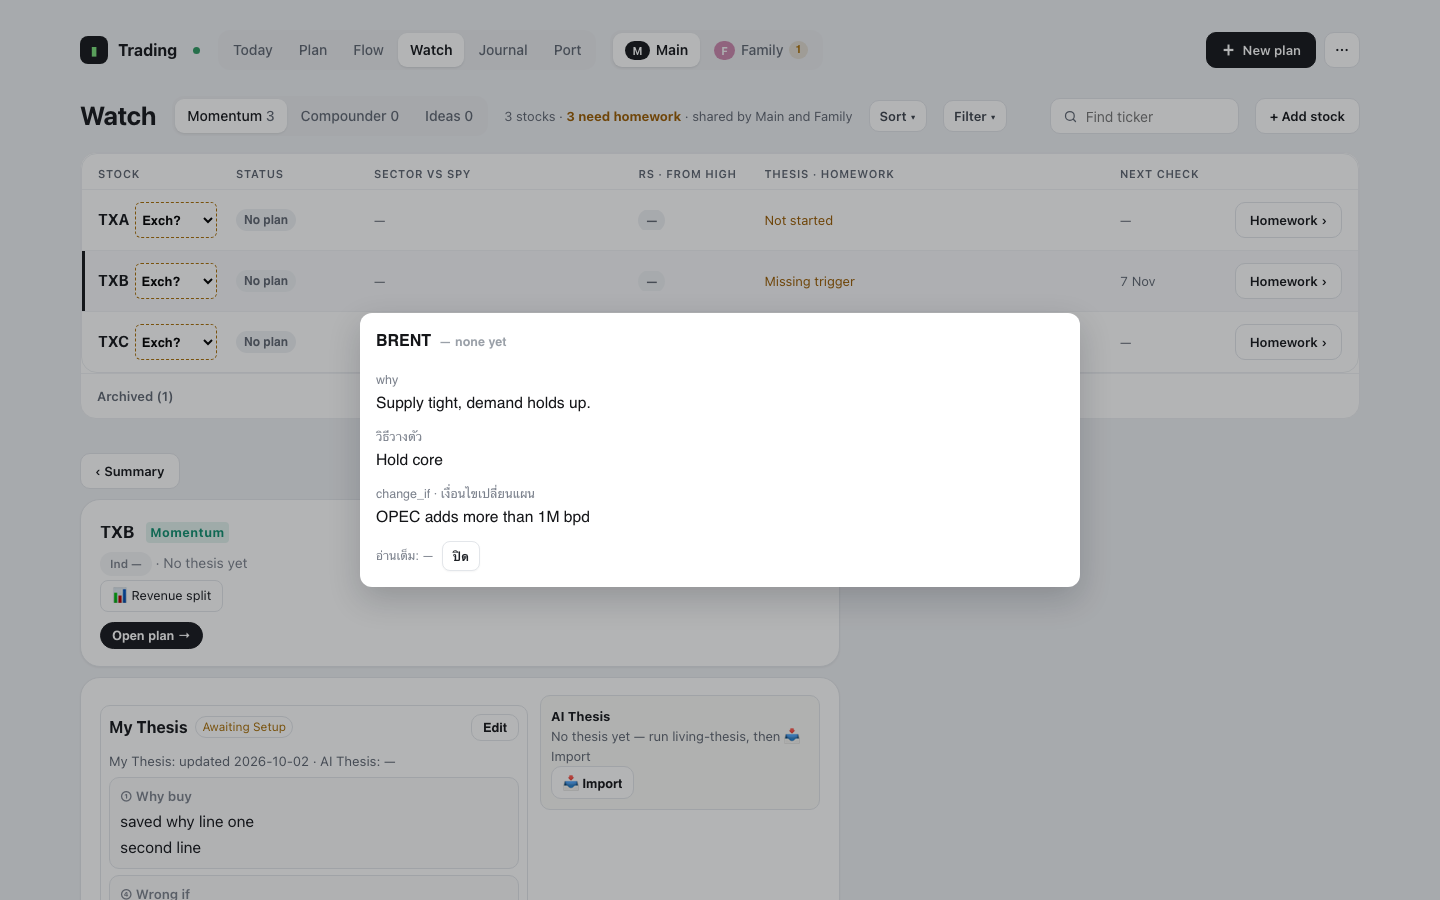 Trading
Today
Plan
Flow
Watch
Journal
Port
M Main
F Family 1
+ New plan
···
Watch
Momentum 3
Compounder 0
Ideas 0
3 stocks · 3 need homework · shared by Main and Family
Sort ▾
Filter ▾
Find ticker
+ Add stock
STOCK
STATUS
SECTOR VS SPY
RS · FROM HIGH
THESIS · HOMEWORK
NEXT CHECK
TXA Exch? No plan — — Not started — Homework ›
TXB Exch? No plan — — Missing trigger 7 Nov Homework ›
TXC Exch? No plan — Homework ›
Archived (1)
BRENT — none yet
why
Supply tight, demand holds up.
วิธีวางตัว
Hold core
change_if · เงื่อนไขเปลี่ยนแผน
OPEC adds more than 1M bpd
อ่านเต็ม: — ปิด
‹ Summary
TXB Momentum
Ind — · No thesis yet
Revenue split
Open plan →
My Thesis Awaiting Setup Edit
My Thesis: updated 2026-10-02 · AI Thesis: —
① Why buy
saved why line one
second line
④ Wrong if
AI Thesis
No thesis yet — run living-thesis, then 📥
Import
📥 Import